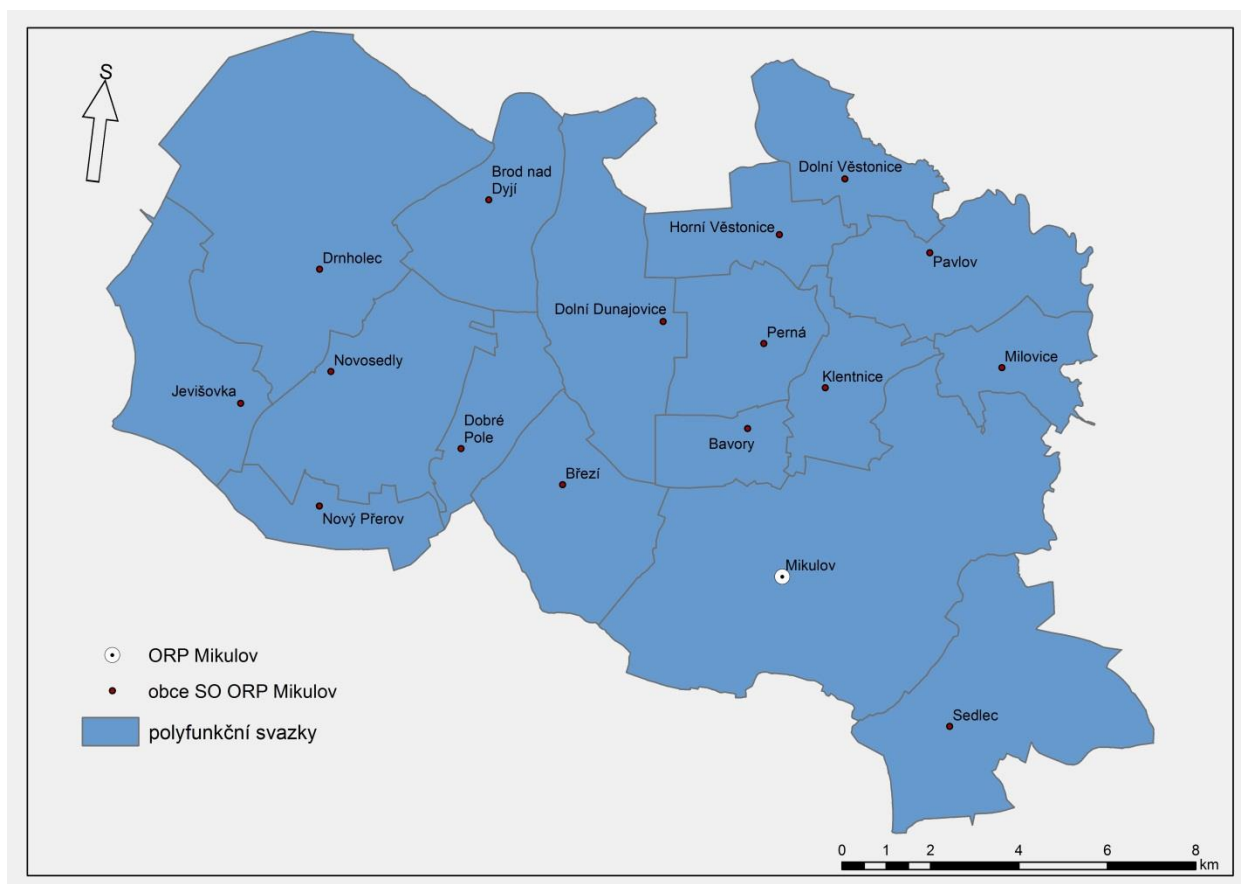 S
Dolní Věstonice
Brod nad
Dyjí
Horní Věstonice
Pavlov
Drnholec
Dolní Dunajovice
Perná
Milovice
Novosedly
Klentnice
Jevišovka
Dobré
Pole
Bavory
Březí
Nový Přerov
Mikulov
ORP Mikulov
obce SO ORP Mikulov
Sedlec
polyfunkční svazky
0 1 2 4 6 8
km